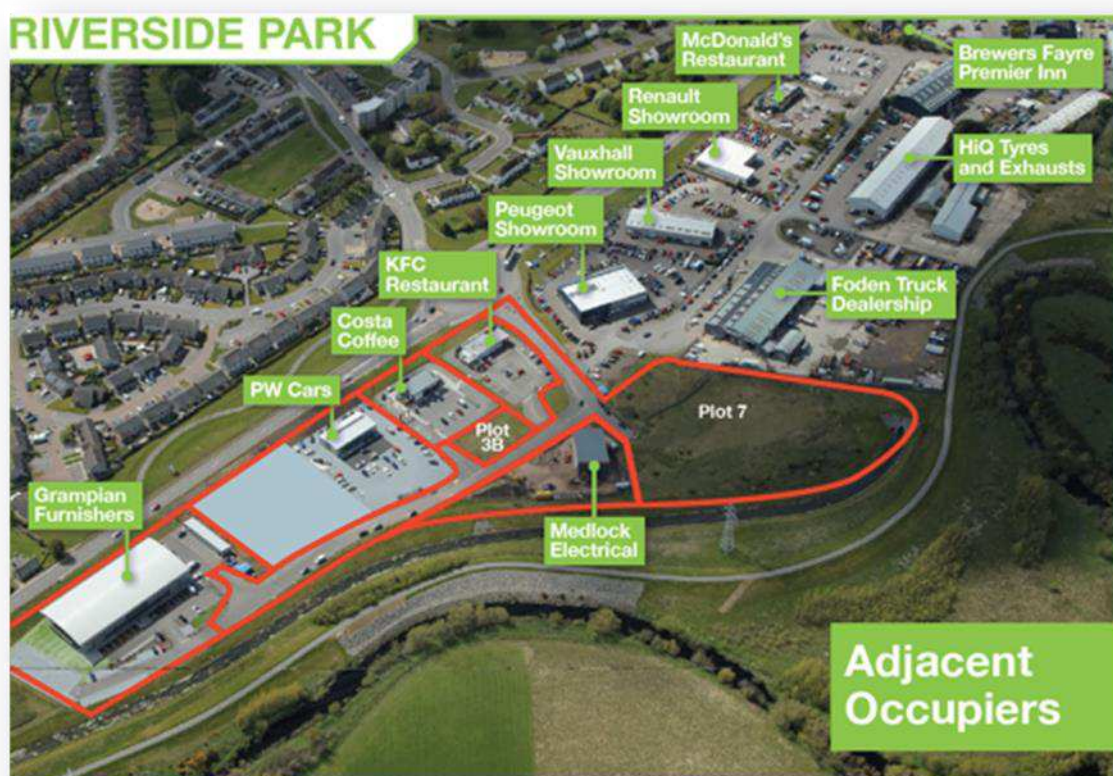 RIVERSIDE PARK
McDonald's
Restaurant
Brewers Fayre
Premier Inn
Renault
Showroom
Vauxhall
Showroom
HiQ Tyres
and Exhausts
Peugeot
Showroom
KFC
Restaurant
Foden Truck
Dealership
Costa
Coffee
PW Cars
Plot 7
Plot
3B
Grampian
Furnishers
Medlock
Electrical
Adjacent
Occupiers